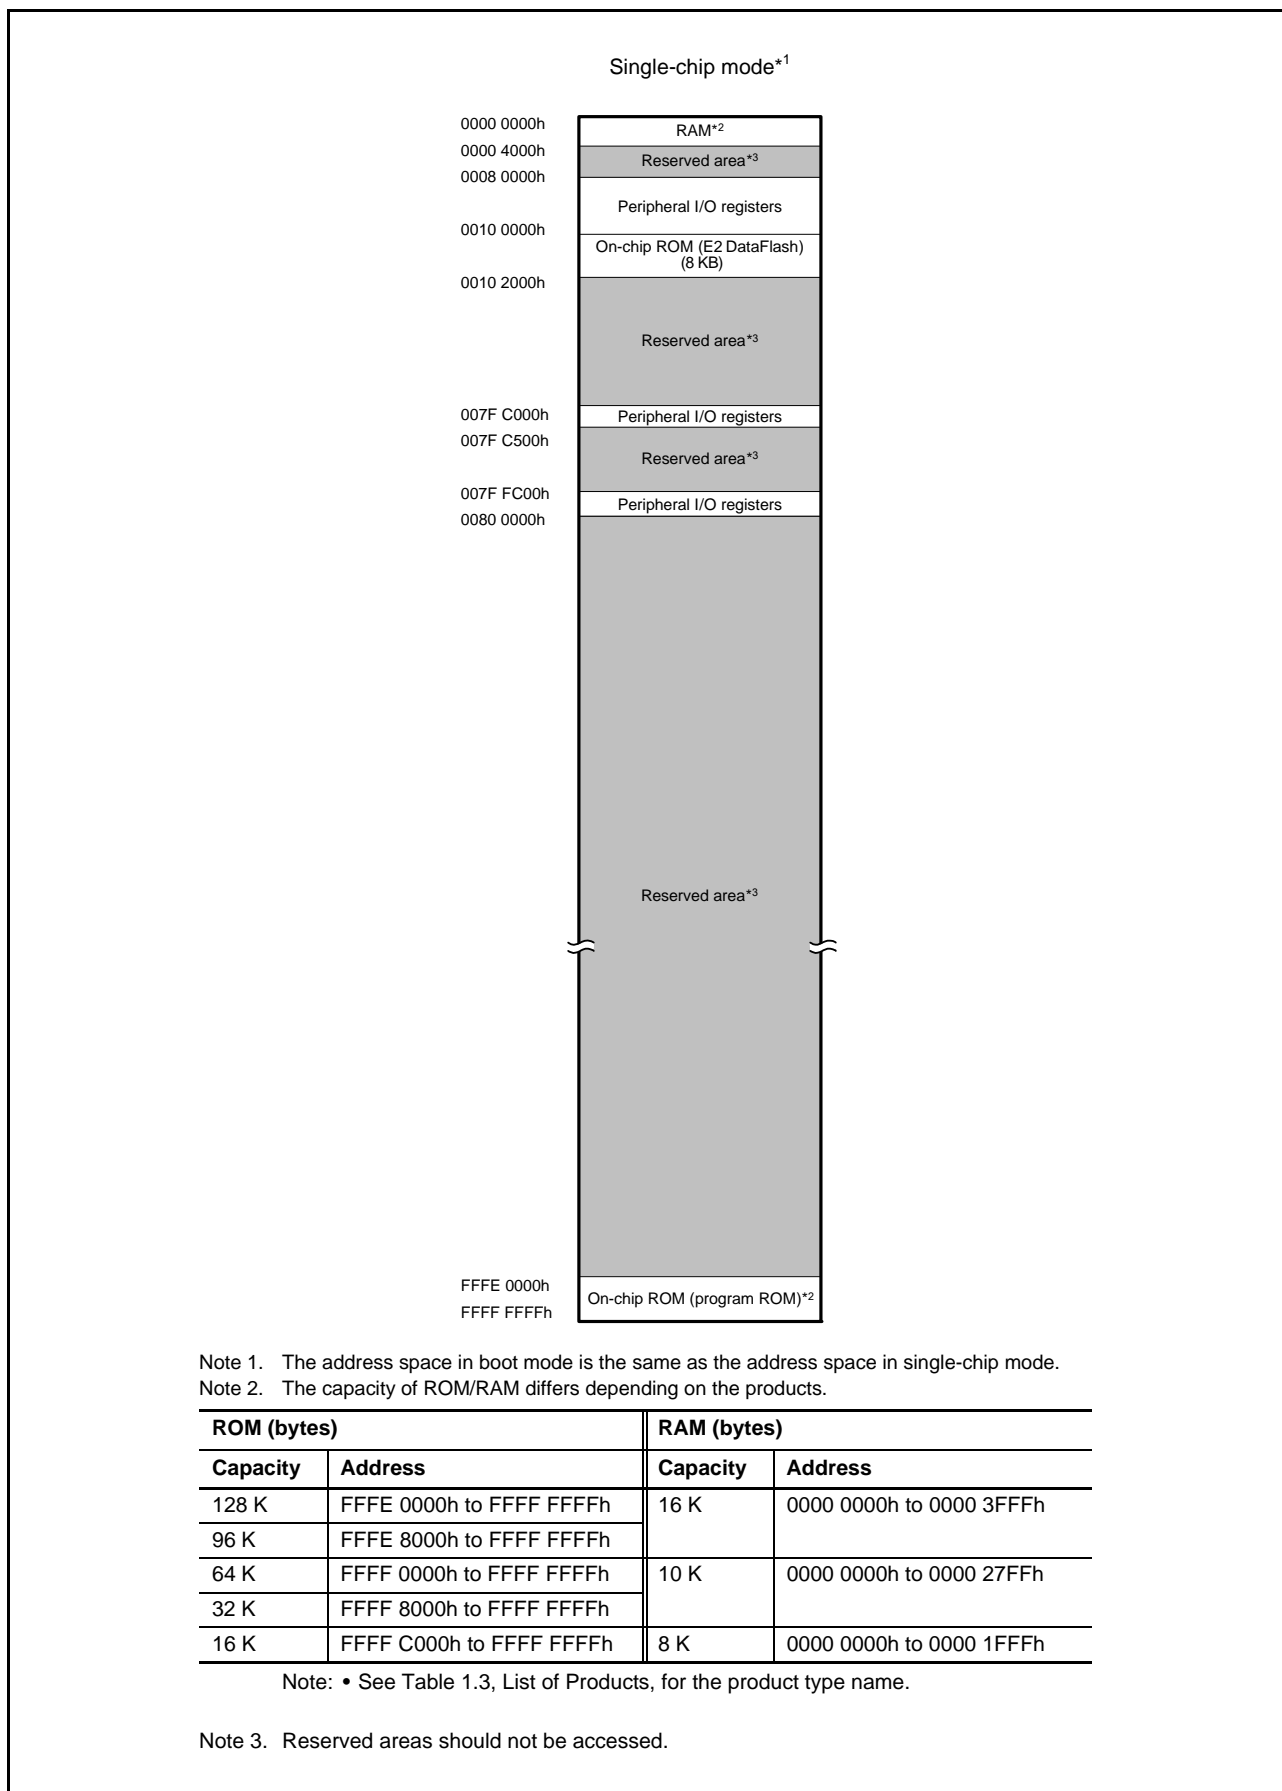 Single-chip mode*1
0000 0000h
RAM*2
0000 4000h
Reserved area*3
0008 0000h
Peripheral I/O registers
0010 0000h
On-chip ROM (E2 DataFlash)
(8 KB)
0010 2000h
Reserved area*3
007F C000h
Peripheral I/O registers
007F C500h
Reserved area*3
007F FC00h
Peripheral I/O registers
0080 0000h
Reserved area*3
FFFE 0000h
On-chip ROM (program ROM)*2
FFFF FFFFh
Note 1. The address space in boot mode is the same as the address space in single-chip mode.
Note 2. The capacity of ROM/RAM differs depending on the products.
ROM (bytes) RAM (bytes)
Capacity Address Capacity Address
128 K FFFE 0000h to FFFF FFFFh 16 K 0000 0000h to 0000 3FFFh
96 K FFFE 8000h to FFFF FFFFh
64 K FFFF 0000h to FFFF FFFFh 10 K 0000 0000h to 0000 27FFh
32 K FFFF 8000h to FFFF FFFFh
16 K FFFF C000h to FFFF FFFFh 8 K 0000 0000h to 0000 1FFFh
Note: • See Table 1.3, List of Products, for the product type name.
Note 3. Reserved areas should not be accessed.